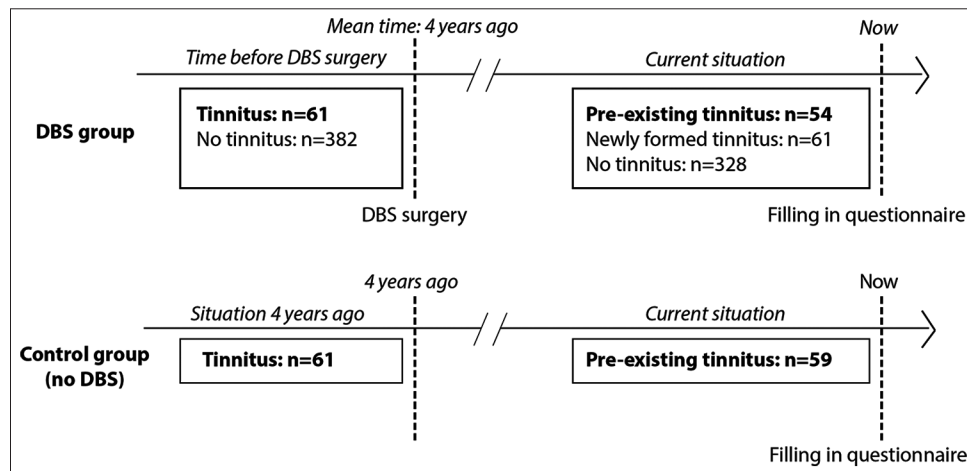 Mean time: 4 years ago
Now
Time before DBS surgery
Current situation
DBS group
Tinnitus: n=61
No tinnitus: n=382
Pre-existing tinnitus: n=54
Newly formed tinnitus: n=61
No tinnitus: n=328
DBS surgery
Filling in questionnaire
4 years ago
Now
Situation 4 years ago
Current situation
Control group
(no DBS)
Tinnitus: n=61
Pre-existing tinnitus: n=59
Filling in questionnaire